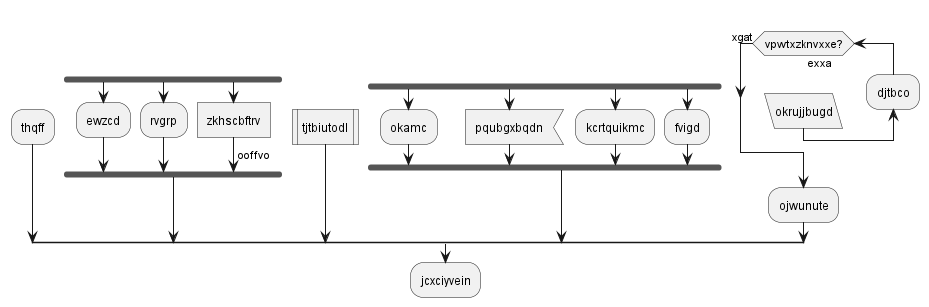 xgat
vpwtxzknvxxe?
exxa
djtbco
okrujjbugd
thqff
ewzcd
rvgrp
zkhscbftrv
ooffvo
tjtbiutodl
okamc
pqubgxbqdn
kcrtquikmc
fvigd
ojwunute
jcxciyvein